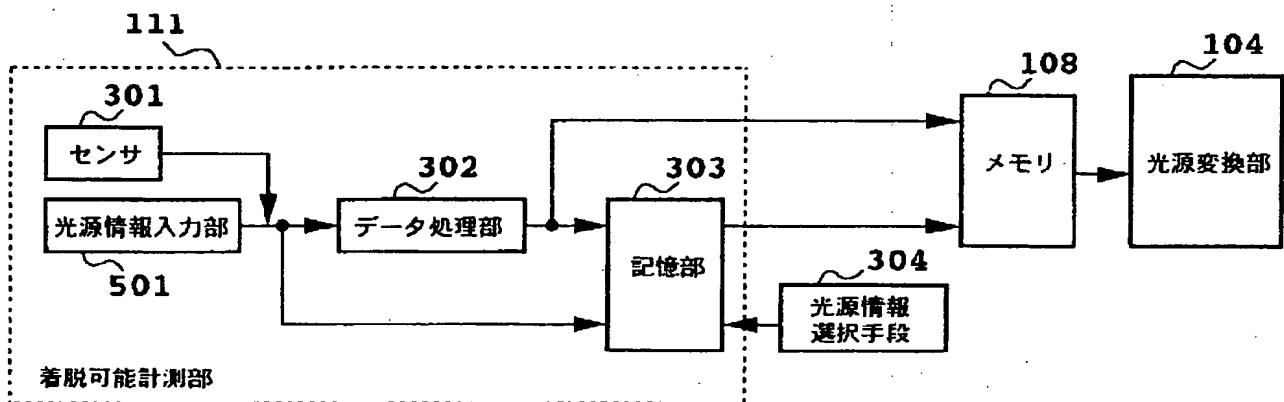 111
104
108
301
センサ
302
303
メモリ
光源変換部
光源情報入力部
データ処理部
記憶部
501
304
光源情報
選択手段
着脱可能計測部